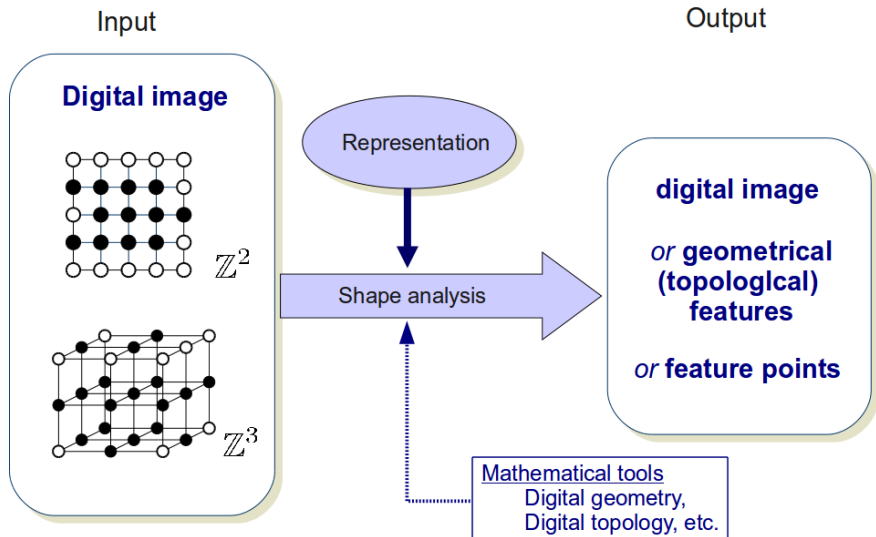 Input
Output
Digital image
ℤ²
ℤ³
Representation
Shape analysis
digital image
or geometrical
(topologIcal)
features
or feature points
Mathematical tools
Digital geometry,
Digital topology, etc.